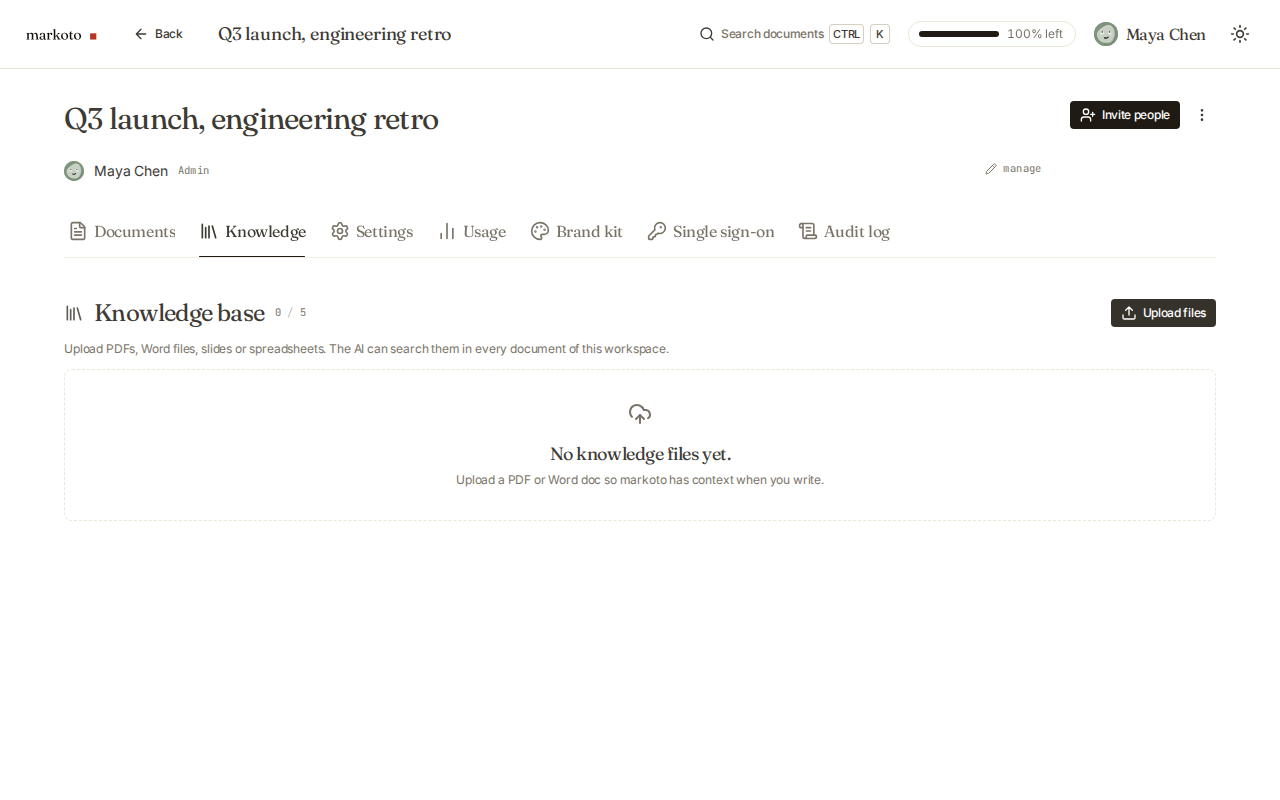 markoto
Back
Q3 launch, engineering retro
Search documents CTRL K
100% left
Maya Chen
Q3 launch, engineering retro
Invite people
Maya Chen Admin
manage
Documents
Knowledge
Settings
Usage
Brand kit
Single sign-on
Audit log
Knowledge base 0 / 5
Upload files
Upload PDFs, Word files, slides or spreadsheets. The AI can search them in every document of this workspace.
No knowledge files yet.
Upload a PDF or Word doc so markoto has context when you write.